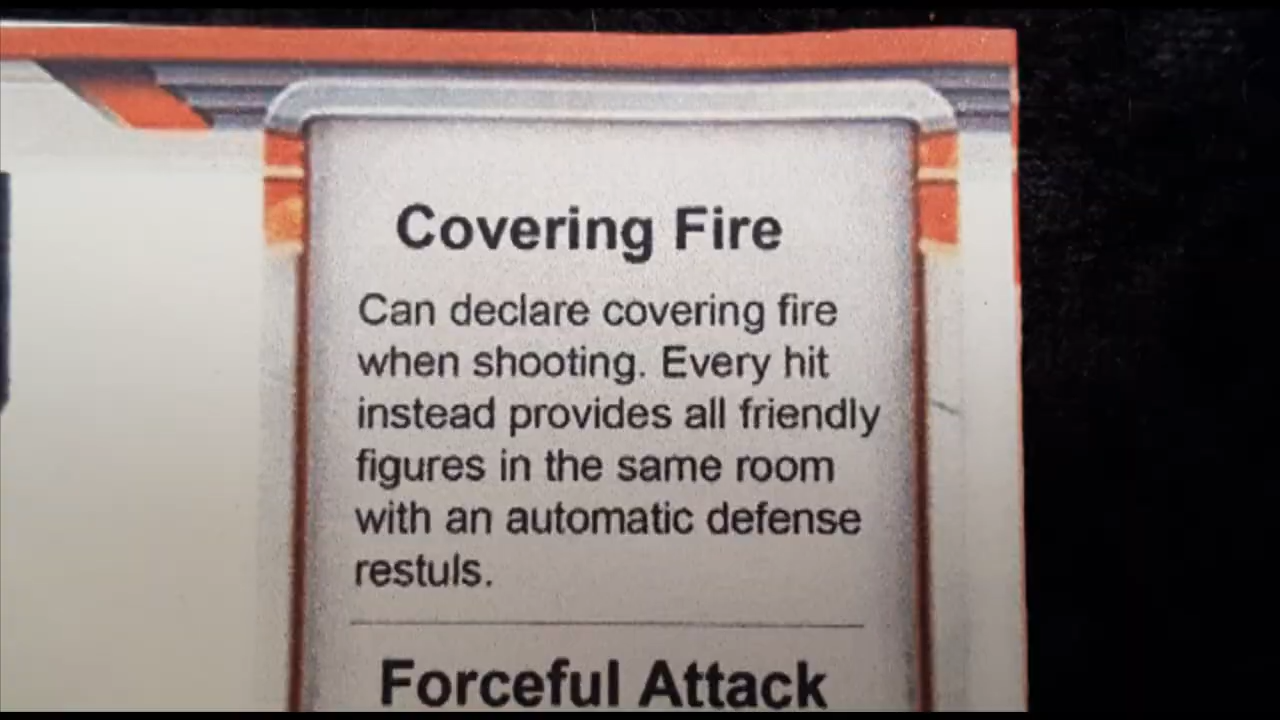 Covering Fire
Can declare covering fire
when shooting. Every hit
instead provides all friendly
figures in the same room
with an automatic defense
restuls.
Forceful Attack